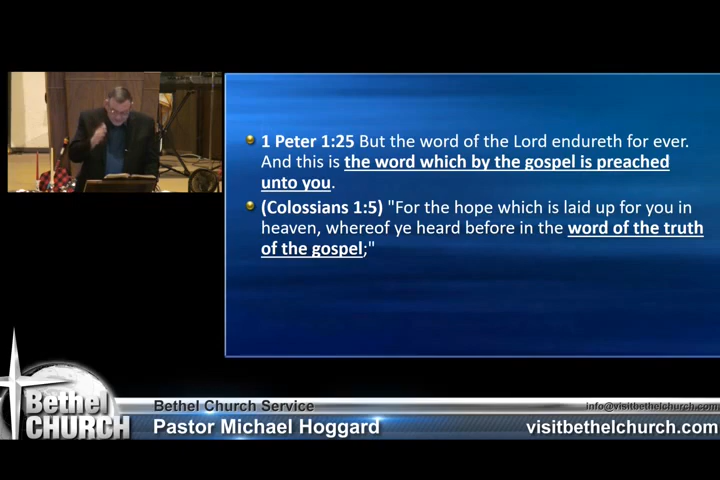 1 Peter 1:25 But the word of the Lord endureth for ever.
And this is the word which by the gospel is preached
unto you.
(Colossians 1:5) "For the hope which is laid up for you in
heaven, whereof ye heard before in the word of the truth
of the gospel;"
Bethel
CHURCH
Bethel Church Service
info@visitbethelchurch.com
Pastor Michael Hoggard
visitbethelchurch.com